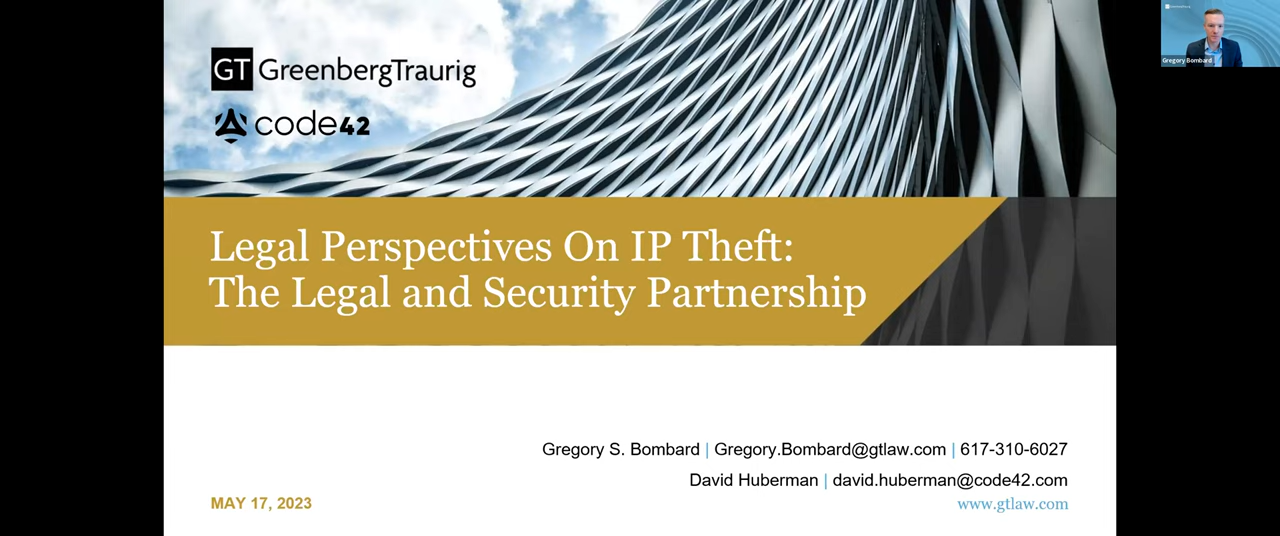 GT GreenbergTraurig
code42
Gregory Bombard
Legal Perspectives On IP Theft:
The Legal and Security Partnership
Gregory S. Bombard | Gregory.Bombard@gtlaw.com | 617-310-6027
David Huberman | david.huberman@code42.com
MAY 17, 2023
www.gtlaw.com